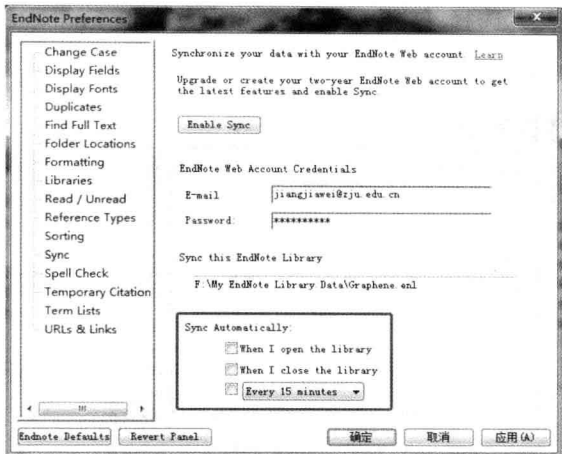 EndNote Preferences
Change Case
Display Fields
Display Fonts
Duplicates
Find Full Text
Folder Locations
Formatting
Libraries
Read / Unread
Reference Types
Sorting
Sync
Spell Check
Temporary Citation
Term Lists
URLs & Links
Synchronize your data with your EndNote Web account. Learn
Upgrade or create your two-year EndNote Web account to get
the latest features and enable Sync.
Enable Sync
EndNote Web Account Credentials
E-mail jiangjiawei@zju.edu.cn
Password: **********
Sync this EndNote Library
F:\My EndNote Library Data\Graphene.enl
Sync Automatically:
When I open the library
When I close the library
Every 15 minutes
Endnote Defaults Revert Panel 确定 取消 应用(A)